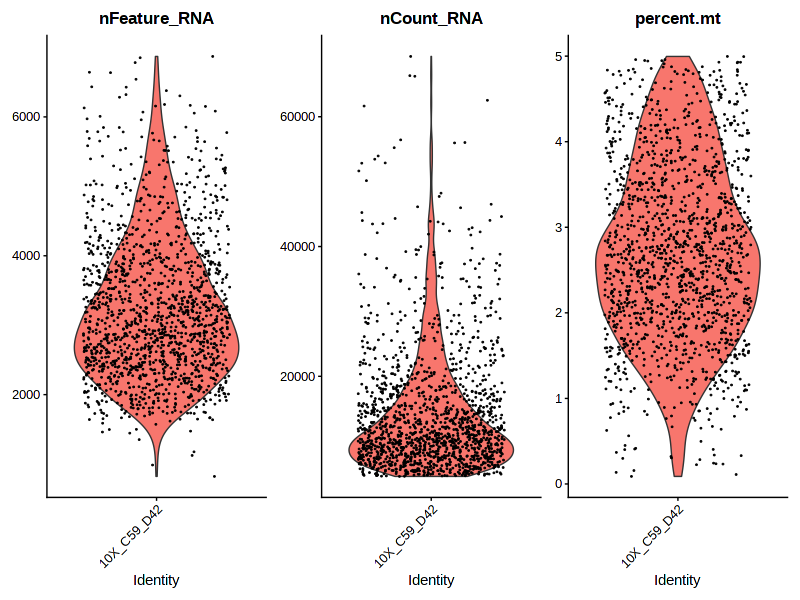 nFeature_RNA
6000
4000
2000
10X_C59_D42
Identity
nCount_RNA
60000
40000
20000
10X_C59_D42
Identity
percent.mt
5
4
3
2
1
0
10X_C59_D42
Identity